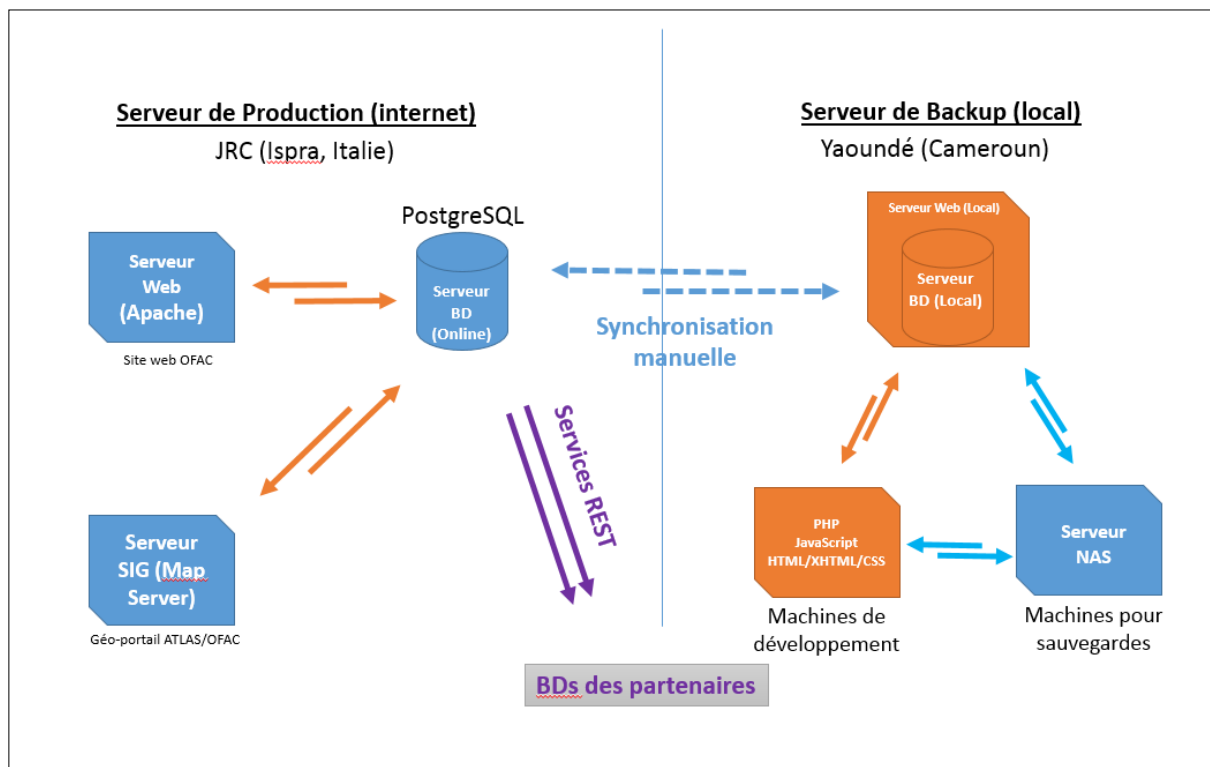 Serveur de Production (internet)
JRC (Ispra, Italie)
PostgreSQL
Serveur
Web
(Apache)
Site web OFAC
Serveur
BD
(Online)
Serveur
SIG (Map
Server)
Géo-portail ATLAS/OFAC
Services REST
BDs des partenaires
Synchronisation
manuelle
Serveur de Backup (local)
Yaoundé (Cameroun)
Serveur Web (Local)
Serveur
BD (Local)
PHP
JavaScript
HTML/XHTML/CSS
Machines de
développement
Serveur
NAS
Machines pour
sauvegardes